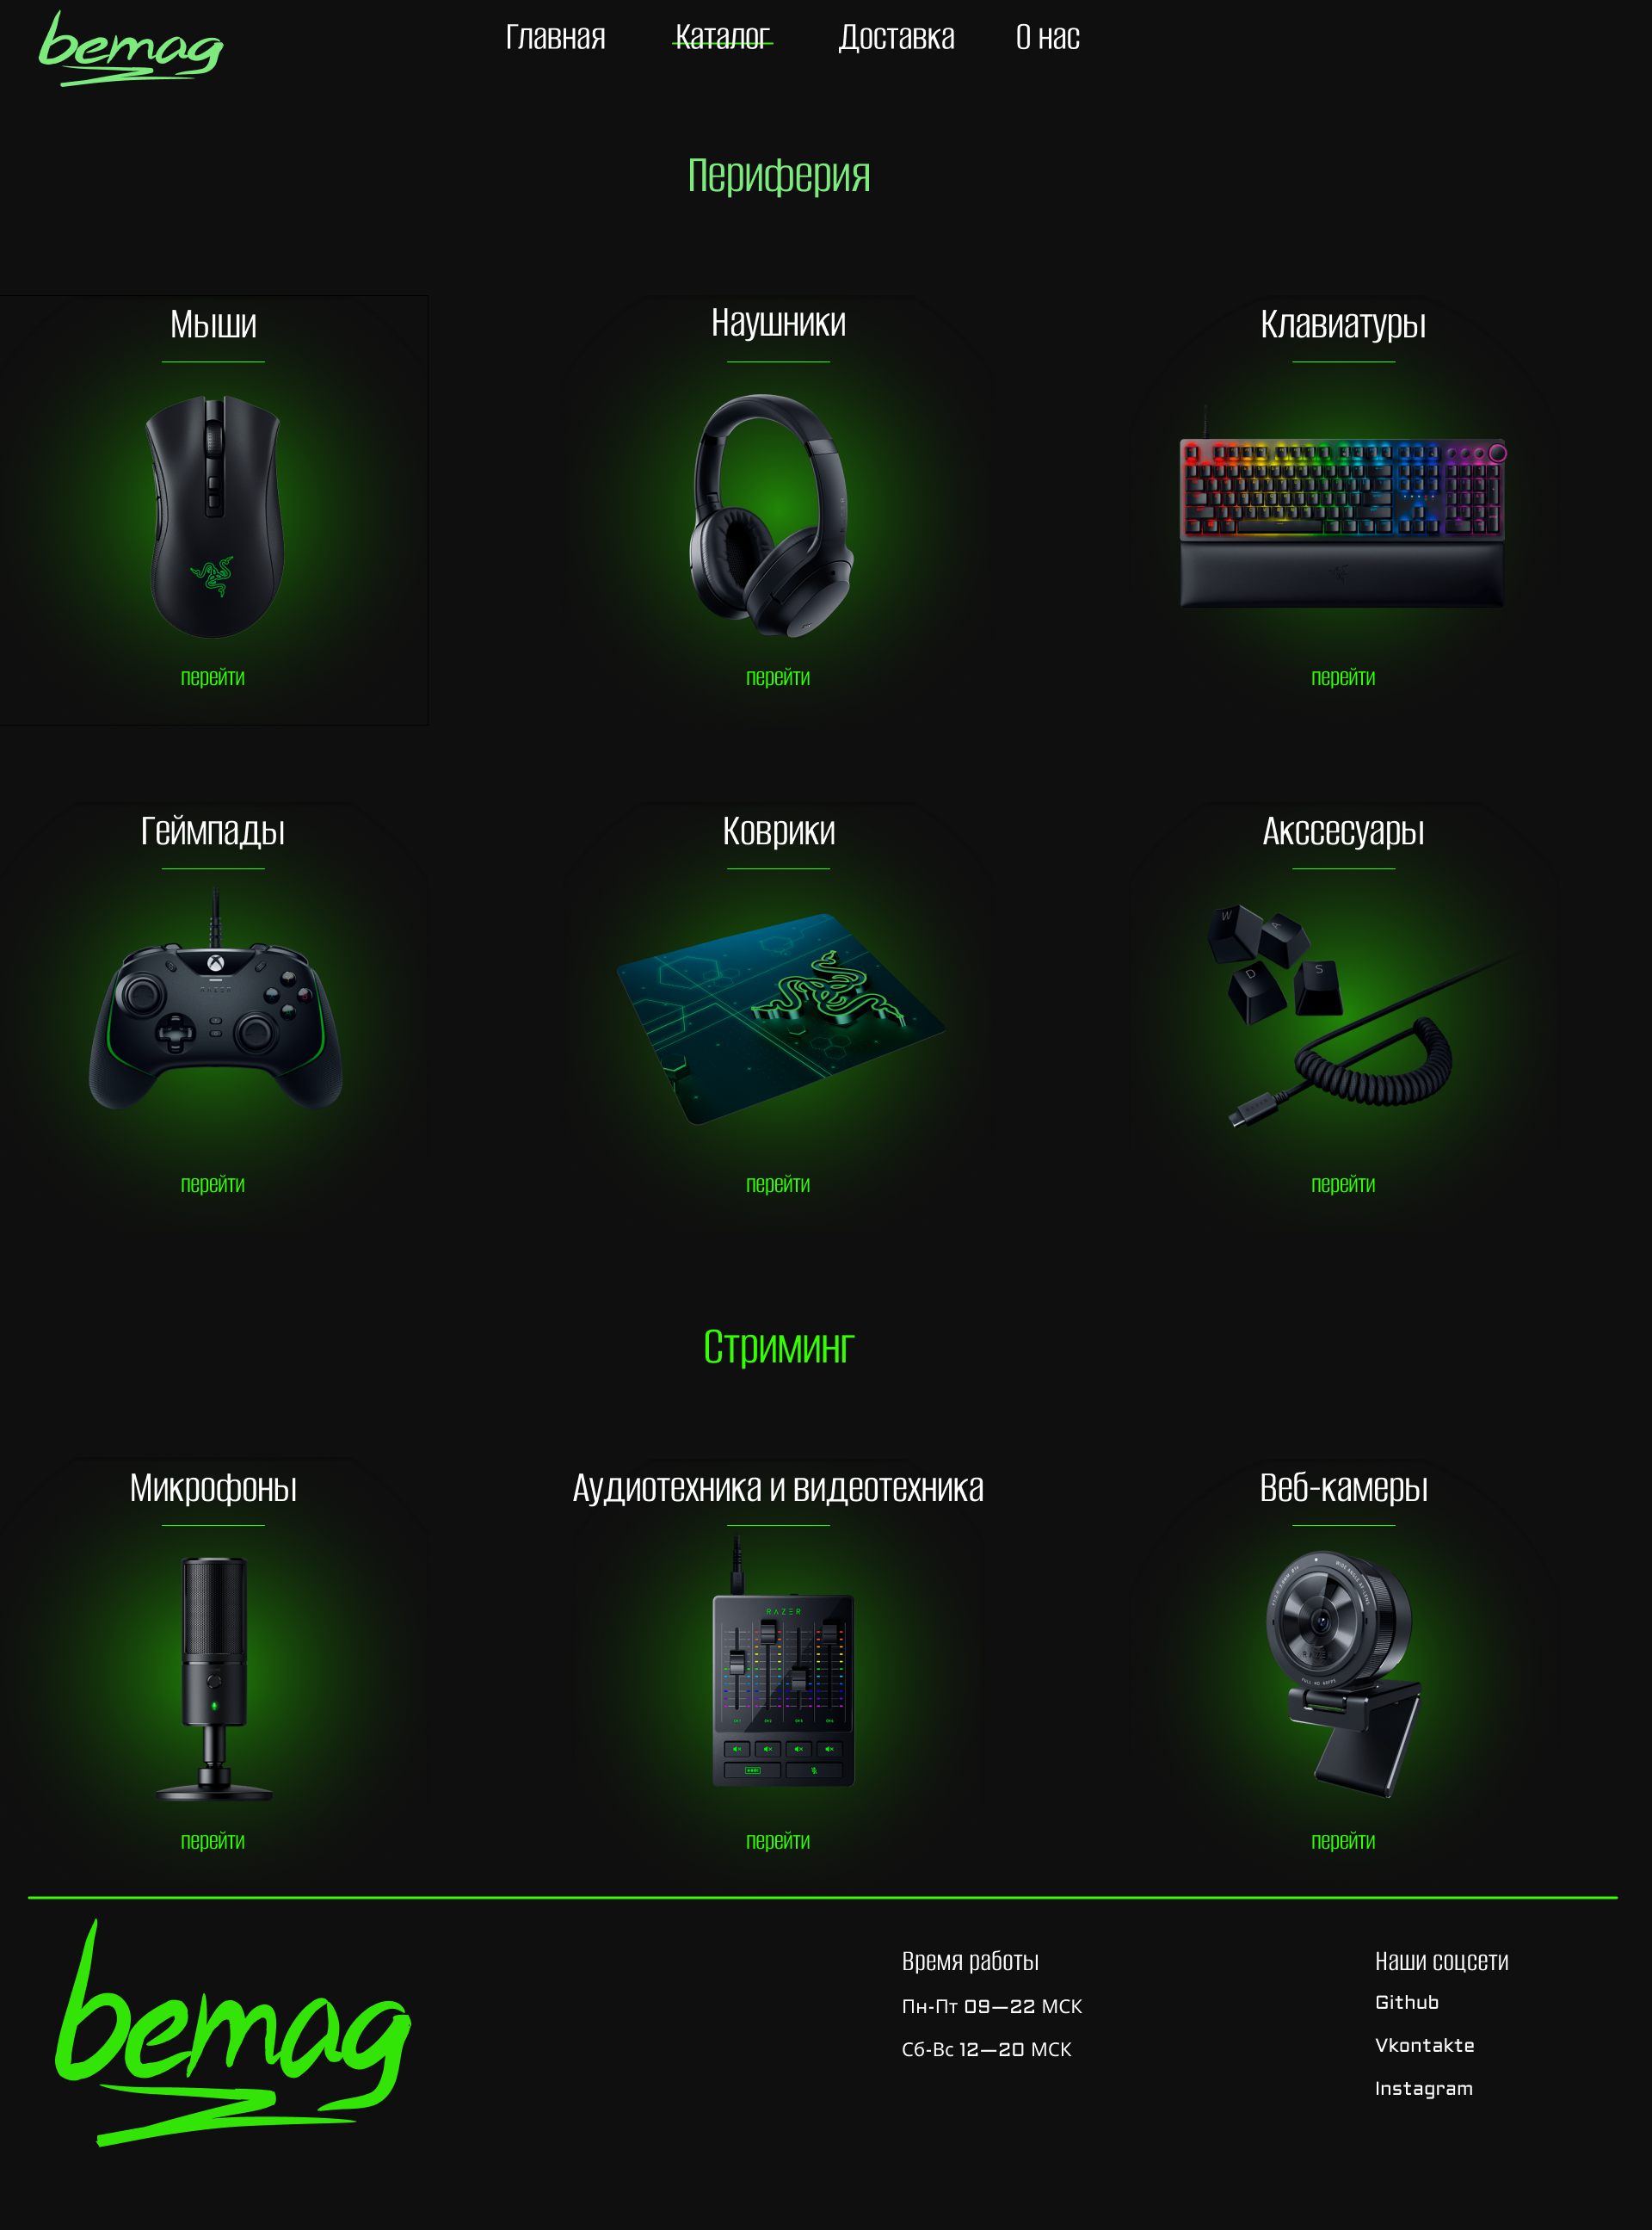 bemag
Главная Каталог Доставка О нас
Периферия
Мыши Наушники Клавиатуры
перейти перейти перейти
Геймпады Коврики Акссесуары
W A
D S
перейти перейти перейти
Стриминг
Микрофоны Аудиотехника и видеотехника Веб-камеры
RAZER
перейти перейти перейти
bemag
Время работы
Пн-Пт 09—22 МСК
Сб-Вс 12—20 МСК
Наши соцсети
Github
Vkontakte
Instagram